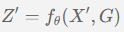 Z′ = f_θ(X′, G)